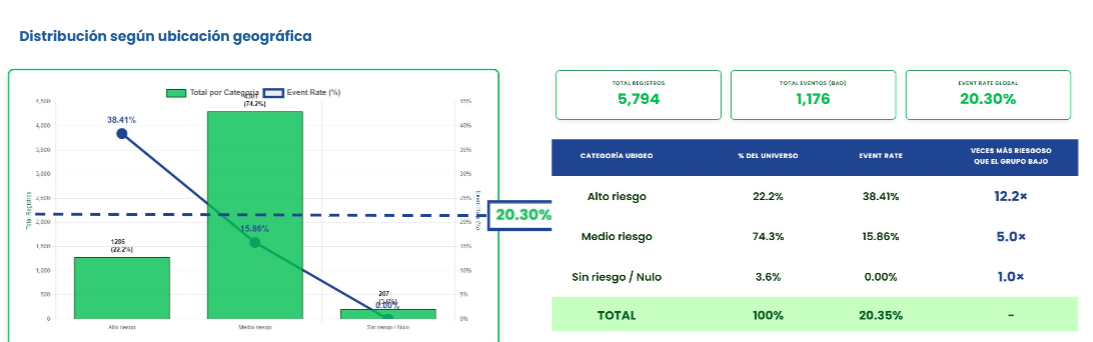 Distribución según ubicación geográfica
Total por Categoría
Event Rate (%)
4,500
4,000
3,500
3,000
2,500
2,000
1,500
1,000
500
0
Total Registros
45%
40%
35%
30%
25%
20%
15%
10%
5%
0%
38.41%
(74.2%)
15.86%
1286
(22.2%)
207
0.00%
20.30%
Alto riesgo
Medio riesgo
Sin riesgo / Nulo
TOTAL REGISTROS
5,794
TOTAL EVENTOS (BAD)
1,176
EVENT RATE GLOBAL
20.30%
CATEGORÍA UBIGEO
% DEL UNIVERSO
EVENT RATE
VECES MÁS RIESGOSO
QUE EL GRUPO BAJO
Alto riesgo
22.2%
38.41%
12.2×
Medio riesgo
74.3%
15.86%
5.0×
Sin riesgo / Nulo
3.6%
0.00%
1.0×
TOTAL
100%
20.35%
-